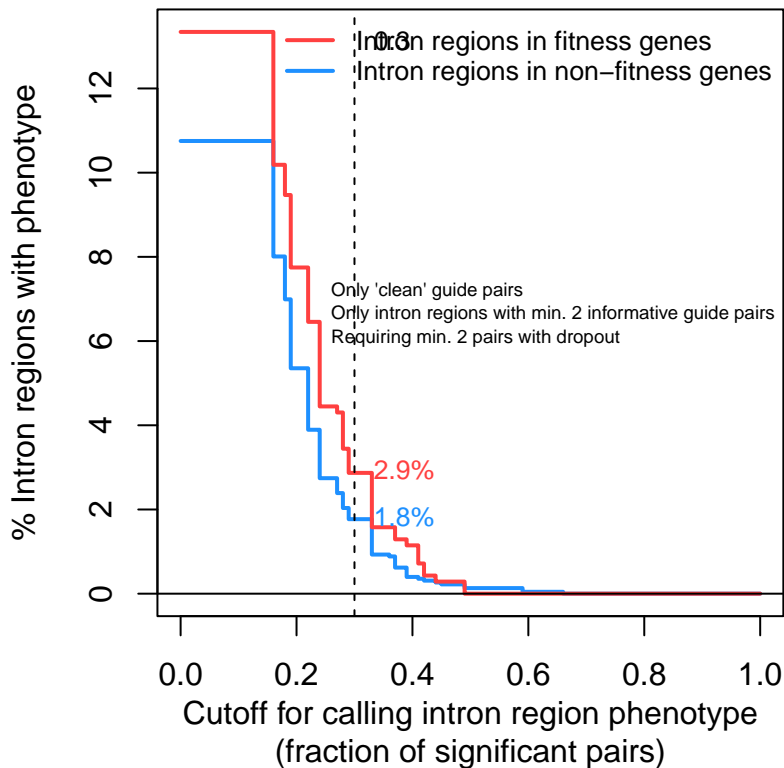 0.3
Intron regions in fitness genes
Intron regions in non−fitness genes
% Intron regions with phenotype
12
10
8
6
4
2
0
Only 'clean' guide pairs
Only intron regions with min. 2 informative guide pairs
Requiring min. 2 pairs with dropout
2.9%
1.8%
0.0 0.2 0.4 0.6 0.8 1.0
Cutoff for calling intron region phenotype
(fraction of significant pairs)